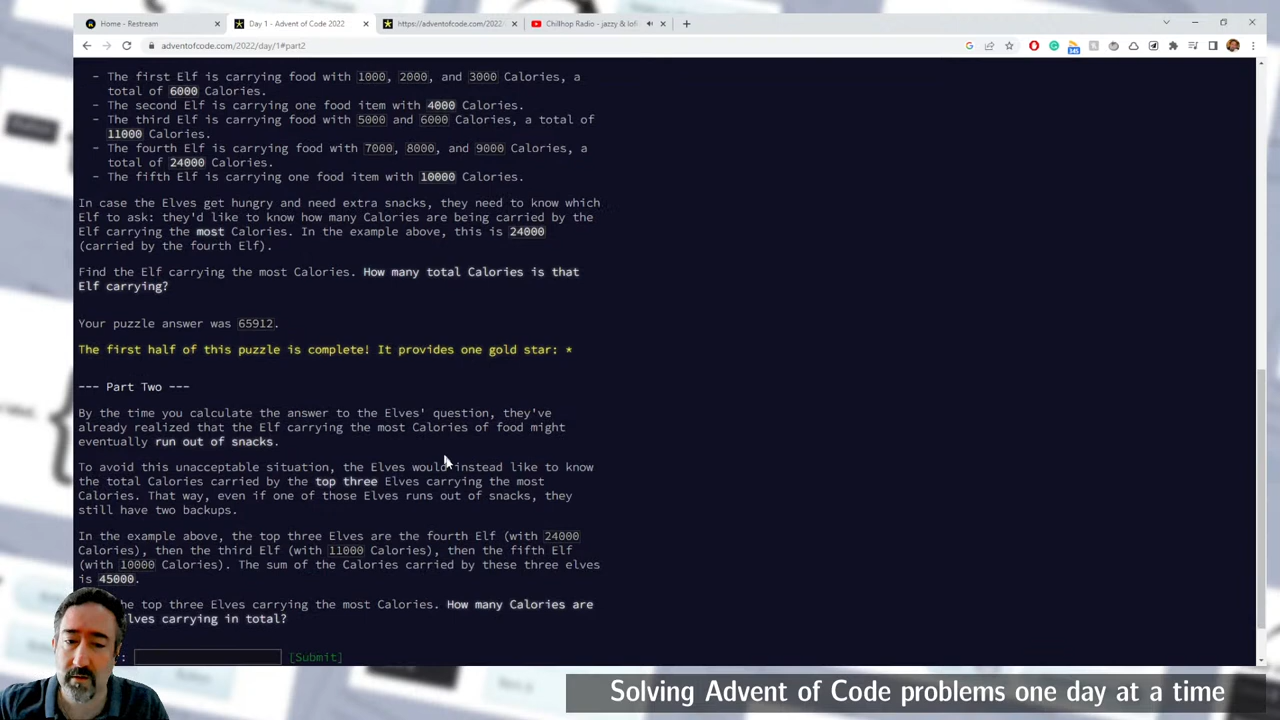 Home - Restream
Day 1 - Advent of Code 2022
https://adventofcode.com/2022/
Chillhop Radio - jazzy & lofi
adventofcode.com/2022/day/1#part2
345
- The first Elf is carrying food with 1000, 2000, and 3000 Calories, a
total of 6000 Calories.
- The second Elf is carrying one food item with 4000 Calories.
- The third Elf is carrying food with 5000 and 6000 Calories, a total of
11000 Calories.
- The fourth Elf is carrying food with 7000, 8000, and 9000 Calories, a
total of 24000 Calories.
- The fifth Elf is carrying one food item with 10000 Calories.
In case the Elves get hungry and need extra snacks, they need to know which
Elf to ask: they'd like to know how many Calories are being carried by the
Elf carrying the most Calories. In the example above, this is 24000
(carried by the fourth Elf).
Find the Elf carrying the most Calories. How many total Calories is that
Elf carrying?
Your puzzle answer was 65912.
The first half of this puzzle is complete! It provides one gold star: *
--- Part Two ---
By the time you calculate the answer to the Elves' question, they've
already realized that the Elf carrying the most Calories of food might
eventually run out of snacks.
To avoid this unacceptable situation, the Elves would instead like to know
the total Calories carried by the top three Elves carrying the most
Calories. That way, even if one of those Elves runs out of snacks, they
still have two backups.
In the example above, the top three Elves are the fourth Elf (with 24000
Calories), then the third Elf (with 11000 Calories), then the fifth Elf
(with 10000 Calories). The sum of the Calories carried by these three elves
is 45000.
the top three Elves carrying the most Calories. How many Calories are
lves carrying in total?
: [Submit]
Solving Advent of Code problems one day at a time